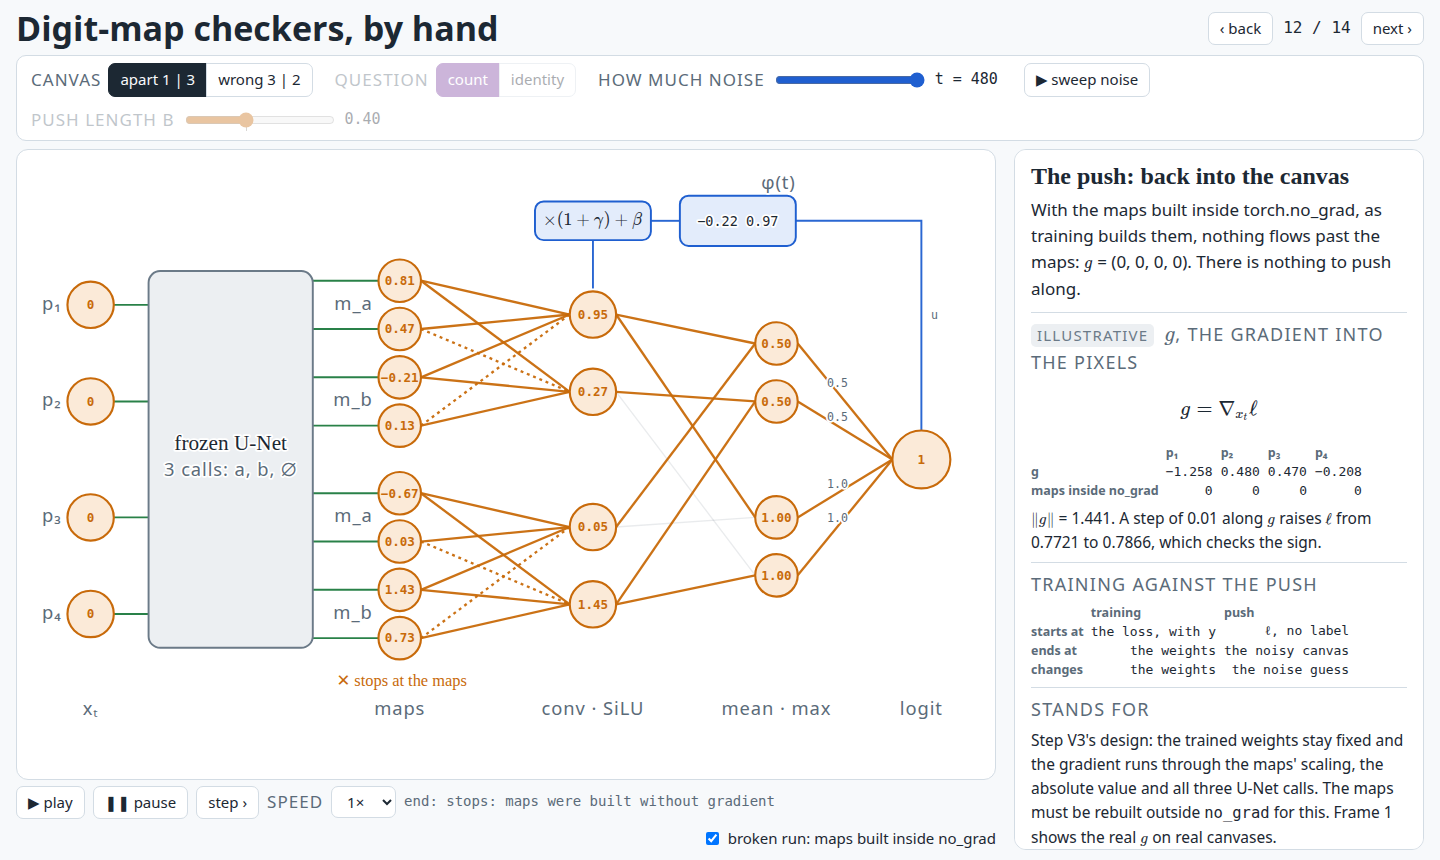 Digit-map checkers, by hand
‹ back 12 / 14 next ›
CANVAS apart 1 | 3 wrong 3 | 2 QUESTION count identity HOW MUCH NOISE t = 480 ▶ sweep noise
PUSH LENGTH B 0.40
φ(t)
×(1 + γ) + β −0.22 0.97
p₁ 0
p₂ 0
p₃ 0
p₄ 0
frozen U-Net
3 calls: a, b, ∅
m_a
m_b
m_a
m_b
0.81
0.47
−0.21
0.13
−0.67
0.03
1.43
0.73
0.95
0.27
0.05
1.45
0.50
0.50
1.00
1.00
0.5
0.5
1.0
1.0
u
1
✕ stops at the maps
xₜ maps conv · SiLU mean · max logit
▶ play ❚❚ pause step › SPEED 1× end: stops: maps were built without gradient
broken run: maps built inside no_grad
The push: back into the canvas
With the maps built inside torch.no_grad, as
training builds them, nothing flows past the
maps: g = (0, 0, 0, 0). There is nothing to push
along.
ILLUSTRATIVE g, THE GRADIENT INTO
THE PIXELS
g = ∇ₓₜℓ
p₁ p₂ p₃ p₄
g −1.258 0.480 0.470 −0.208
maps inside no_grad 0 0 0 0
‖g‖ = 1.441. A step of 0.01 along g raises ℓ from
0.7721 to 0.7866, which checks the sign.
TRAINING AGAINST THE PUSH
training push
starts at the loss, with y ℓ, no label
ends at the weights the noisy canvas
changes the weights the noise guess
STANDS FOR
Step V3's design: the trained weights stay fixed and
the gradient runs through the maps' scaling, the
absolute value and all three U-Net calls. The maps
must be rebuilt outside no_grad for this. Frame 1
shows the real g on real canvases.